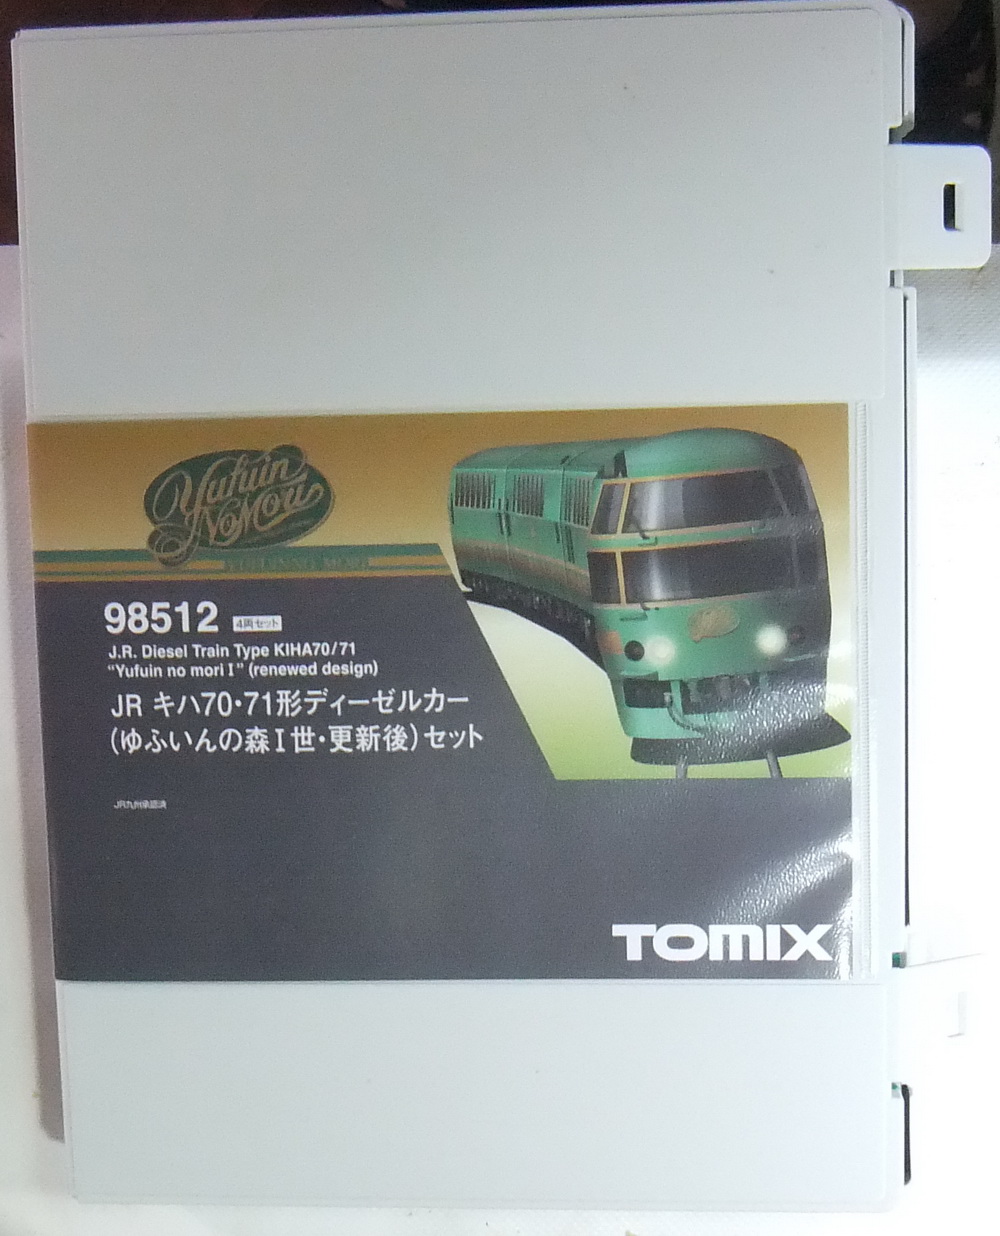 Yufuin
NoMori
YUFUIN NO MORI
98512 4両セット
J.R. Diesel Train Type KIHA70/71
"Yufuin no mori I" (renewed design)
JR キハ70・71形ディーゼルカー
(ゆふいんの森Ⅰ世・更新後)セット
JR九州承認済
TOMIX